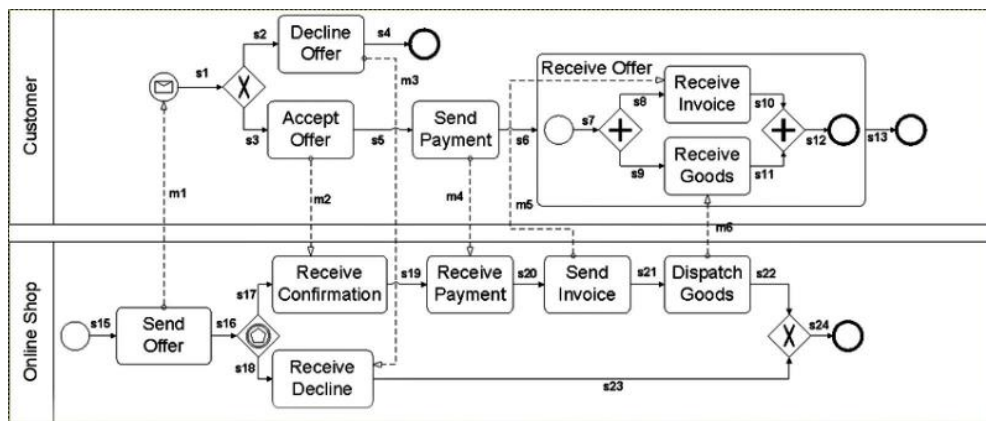 Customer
s1
s2
Decline
Offer
s4
m3
s3
Accept
Offer
s5
Send
Payment
s6
Receive Offer
s7
s8
Receive
Invoice
s10
s9
Receive
Goods
s11
s12
s13
m1
m2
m4
m5
m6
Online Shop
s15
Send
Offer
s16
s17
Receive
Confirmation
s19
Receive
Payment
s20
Send
Invoice
s21
Dispatch
Goods
s22
s24
s18
Receive
Decline
s23